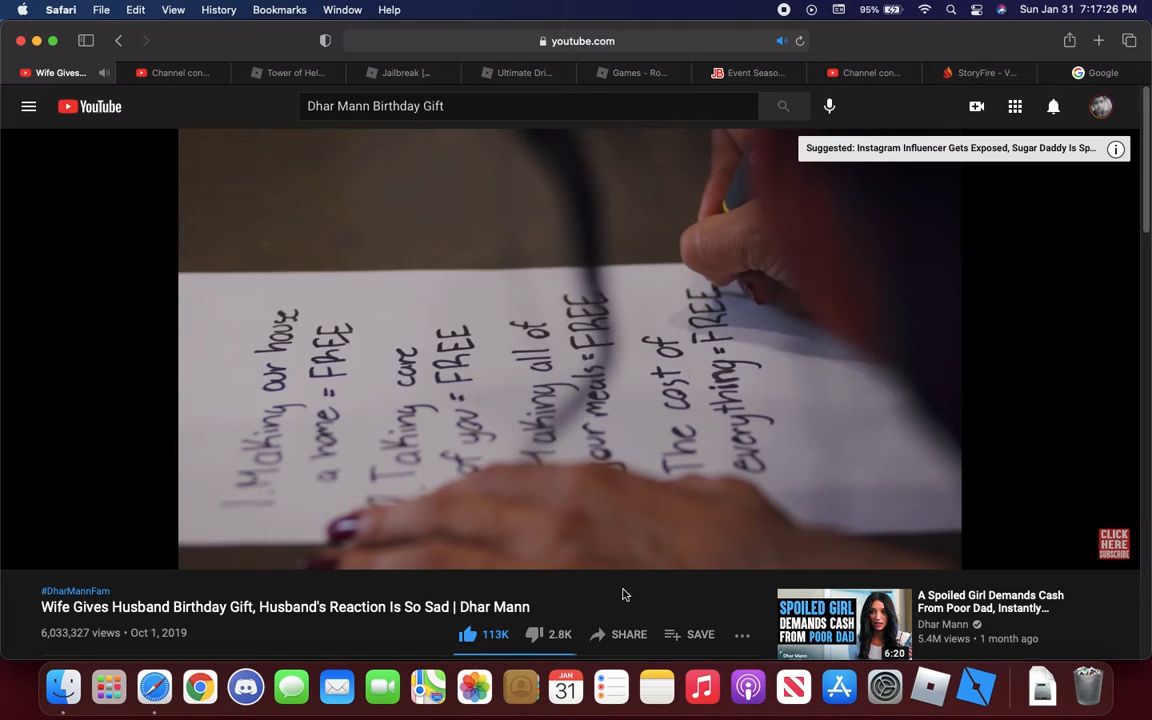 Safari File Edit View History Bookmarks Window Help
95% Sun Jan 31 7:17:26 PM
youtube.com
Wife Gives...
Channel con...
Tower of Hel...
Jailbreak [...
Ultimate Dri...
Games - Ro...
JB Event Seaso...
Channel con...
StoryFire - V...
Google
YouTube
Dhar Mann Birthday Gift
Suggested: Instagram Influencer Gets Exposed, Sugar Daddy Is Sp...
1. Making our house
a home = FREE
Taking care
of you = FREE
Making all of
your meals = FREE
The cost of
everything = FREE
CLICK
HERE
SUBSCRIBE
#DharMannFam
Wife Gives Husband Birthday Gift, Husband's Reaction Is So Sad | Dhar Mann
6,033,327 views • Oct 1, 2019
113K 2.8K SHARE SAVE
SPOILED GIRL
DEMANDS CASH
FROM POOR DAD
Dhar Mann
6:20
A Spoiled Girl Demands Cash
From Poor Dad, Instantly...
Dhar Mann
5.4M views • 1 month ago
JAN
31